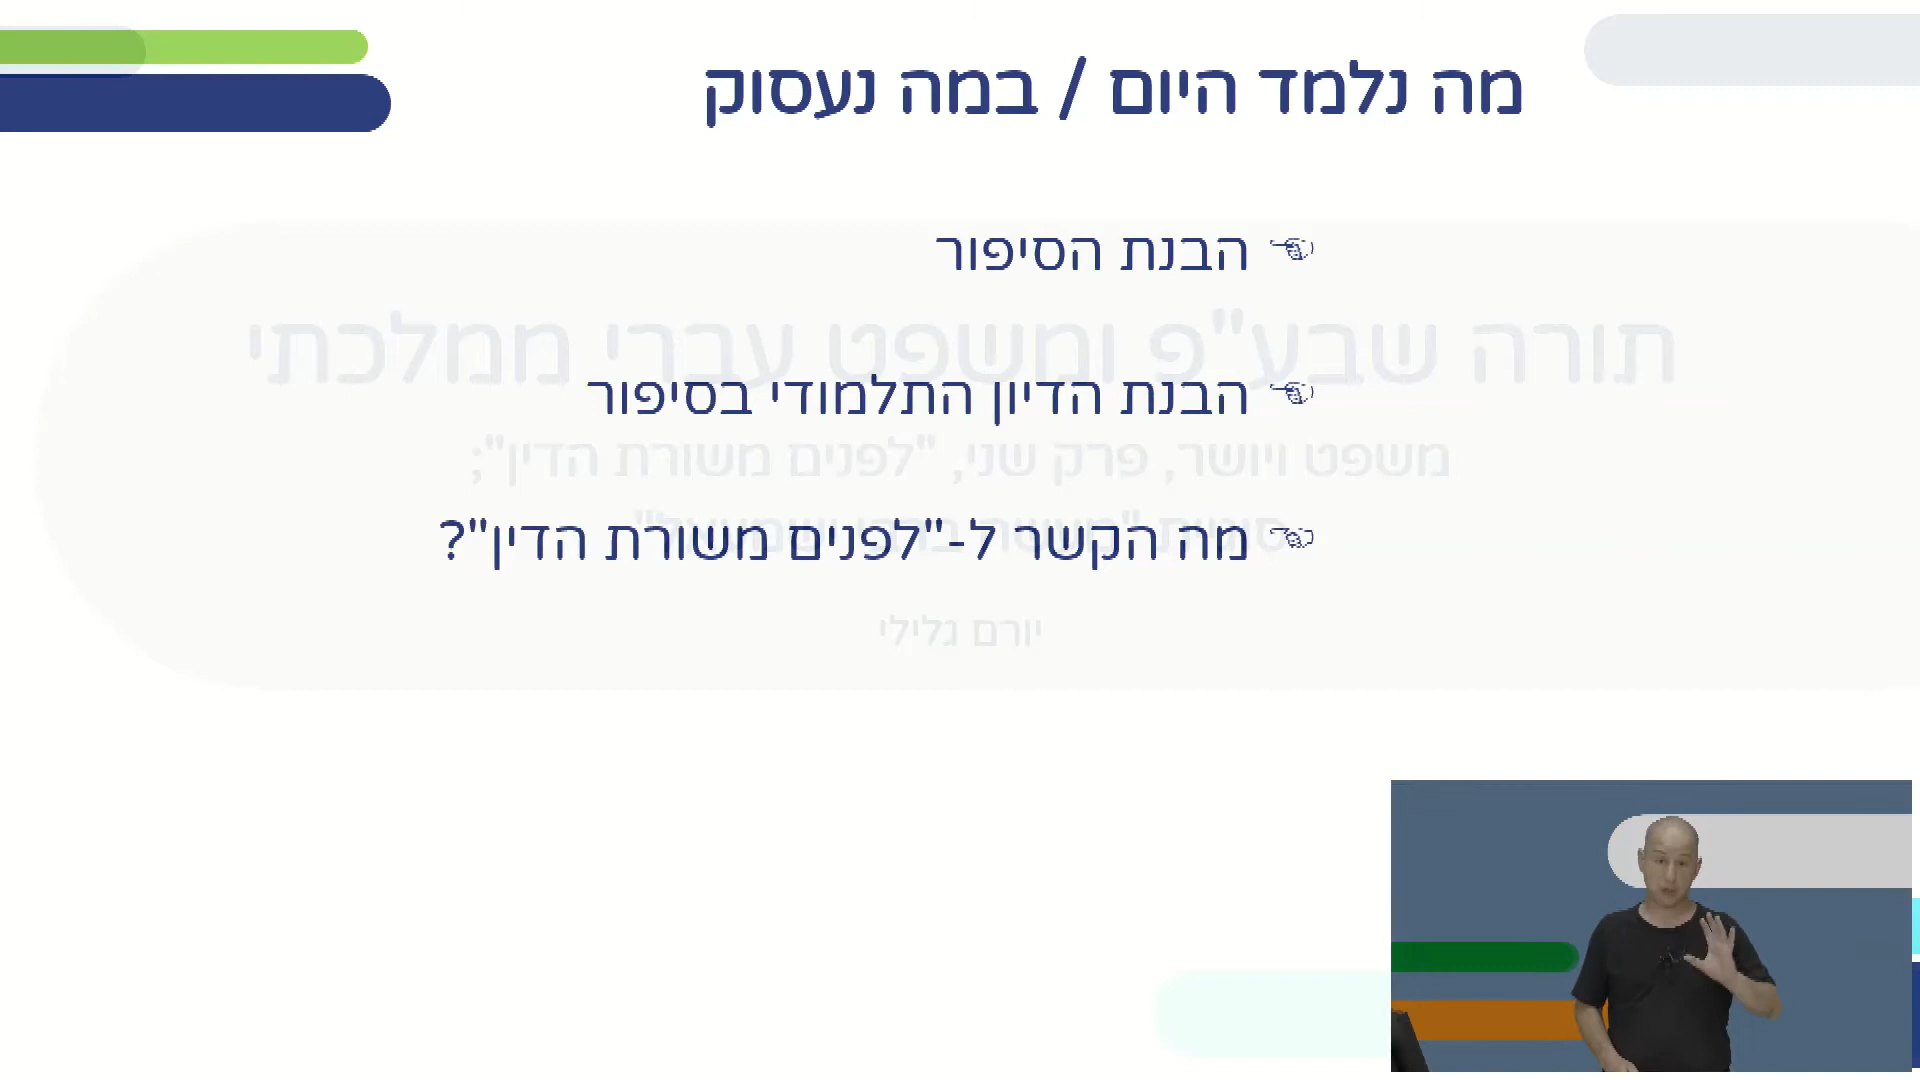 מה נלמד היום / במה נעסוק
הבנת הסיפור
תורה שבע"פ ומשפט עברי ממלכתי
הבנת הדיון התלמודי בסיפור
משפט ויושר, פרק שני, "לפנים משורת הדין";
מה הקשר ל-"לפנים משורת הדין"?
יורם גלילי